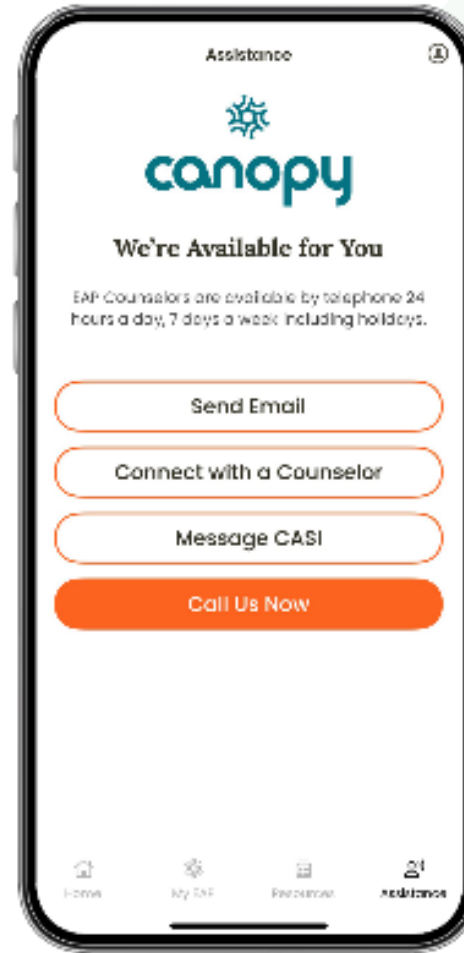 Assistance
canopy
We're Available for You
EAP Counselors are available by telephone 24
hours a day, 7 days a week including holidays.
Send Email
Connect with a Counselor
Message CASI
Call Us Now
Home
My EAP
Resources
Assistance